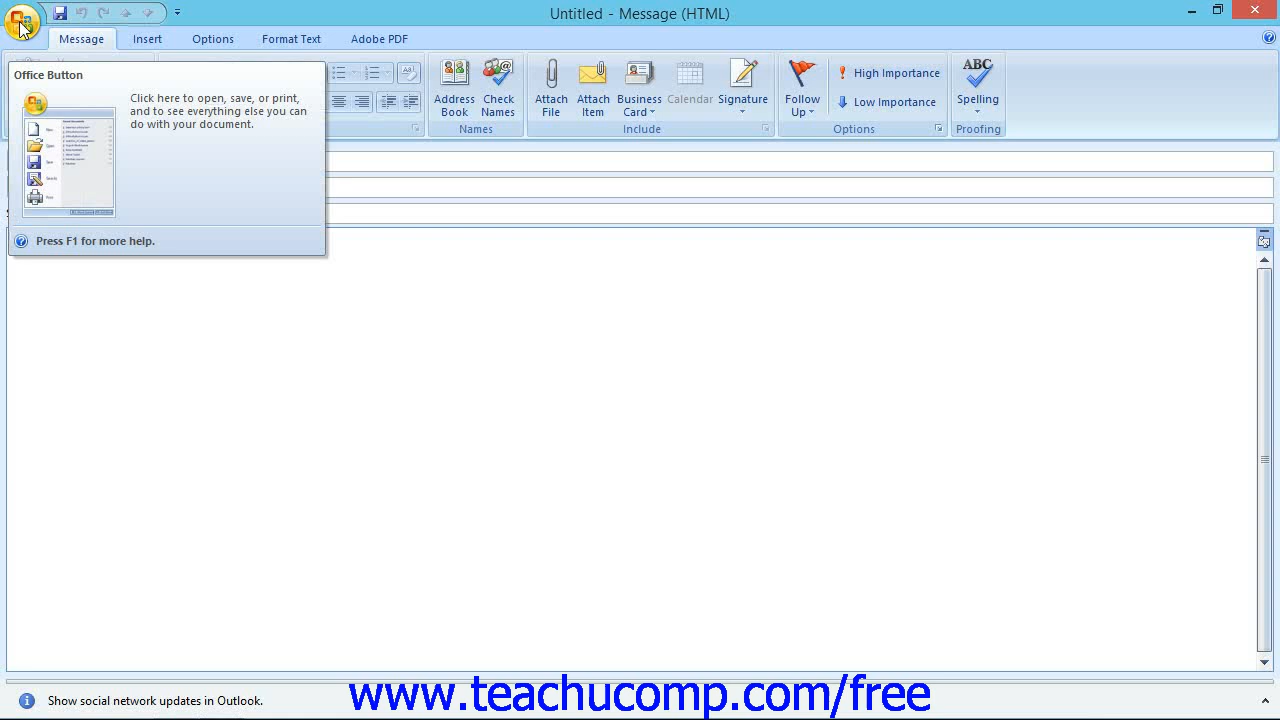 Untitled - Message (HTML)
Message Insert Options Format Text Adobe PDF
Office Button
Click here to open, save, or print,
and to see everything else you can
do with your document.
Press F1 for more help.
Address
Book
Check
Names
Names
Attach
File
Attach
Item
Business
Card
Calendar
Signature
Include
Follow
Up
High Importance
Low Importance
Options
ABC
Spelling
Proofing
Show social network updates in Outlook.
www.teachucomp.com/free